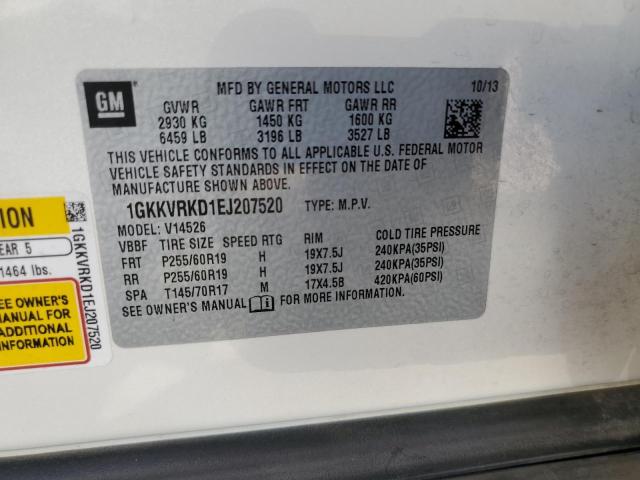 GM
MFD BY GENERAL MOTORS LLC 10/13
GVWR GAWR FRT GAWR RR
2930 KG 1450 KG 1600 KG
6459 LB 3196 LB 3527 LB
THIS VEHICLE CONFORMS TO ALL APPLICABLE U.S. FEDERAL MOTOR
VEHICLE SAFETY STANDARDS IN EFFECT ON THE DATE OF
MANUFACTURE SHOWN ABOVE.
1GKKVRKD1EJ207520 TYPE: M.P.V.
MODEL: V14526
VBBF TIRE SIZE SPEED RTG RIM COLD TIRE PRESSURE
FRT P255/60R19 H 19X7.5J 240KPA(35PSI)
RR P255/60R19 H 19X7.5J 240KPA(35PSI)
SPA T145/70R17 M 17X4.5B 420KPA(60PSI)
SEE OWNER'S MANUAL FOR MORE INFORMATION.
TION
EAR 5
1464 lbs.
SEE OWNER'S
MANUAL FOR
ADDITIONAL
INFORMATION
1GKKVRKD1EJ207520